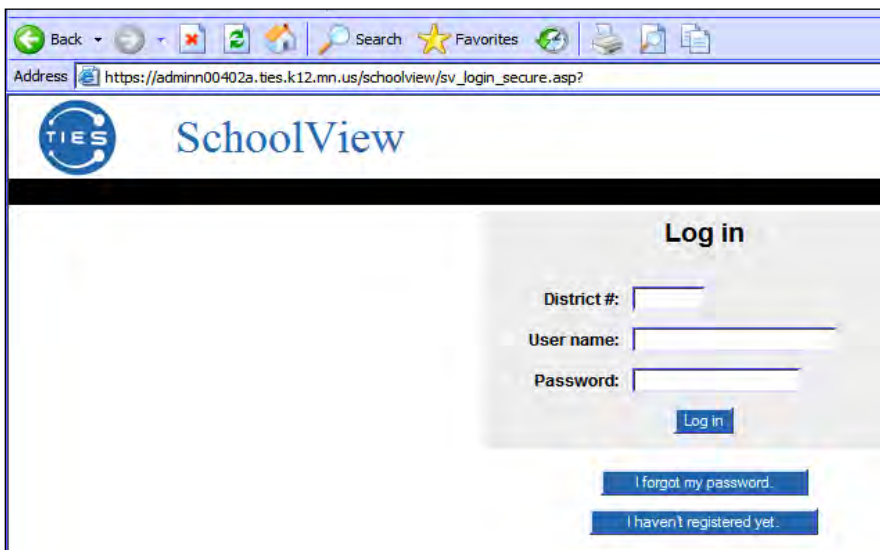 Back Search Favorites
Address https://adminn00402a.ties.k12.mn.us/schoolview/sv_login_secure.asp?
TIES SchoolView
Log in
District #:
User name:
Password:
Log in
I forgot my password.
I haven't registered yet.